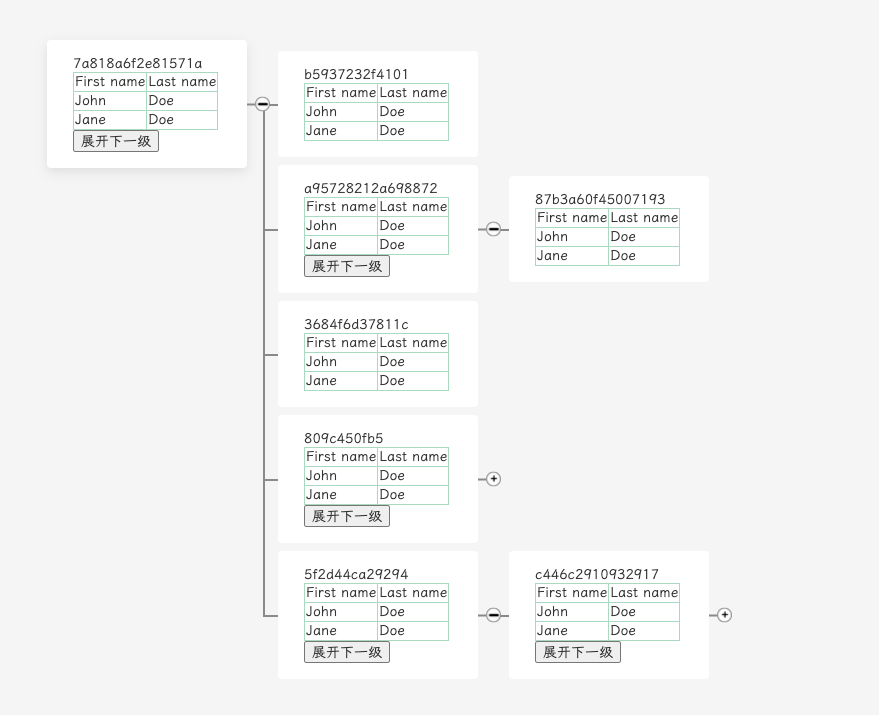 7a818a6f2e81571a
First name Last name
John Doe
Jane Doe
展开下一级
b5937232f4101
First name Last name
John Doe
Jane Doe
a95728212a698872
First name Last name
John Doe
Jane Doe
展开下一级
87b3a60f45007193
First name Last name
John Doe
Jane Doe
3684f6d37811c
First name Last name
John Doe
Jane Doe
809c450fb5
First name Last name
John Doe
Jane Doe
展开下一级
5f2d44ca29294
First name Last name
John Doe
Jane Doe
展开下一级
c446c2910932917
First name Last name
John Doe
Jane Doe
展开下一级